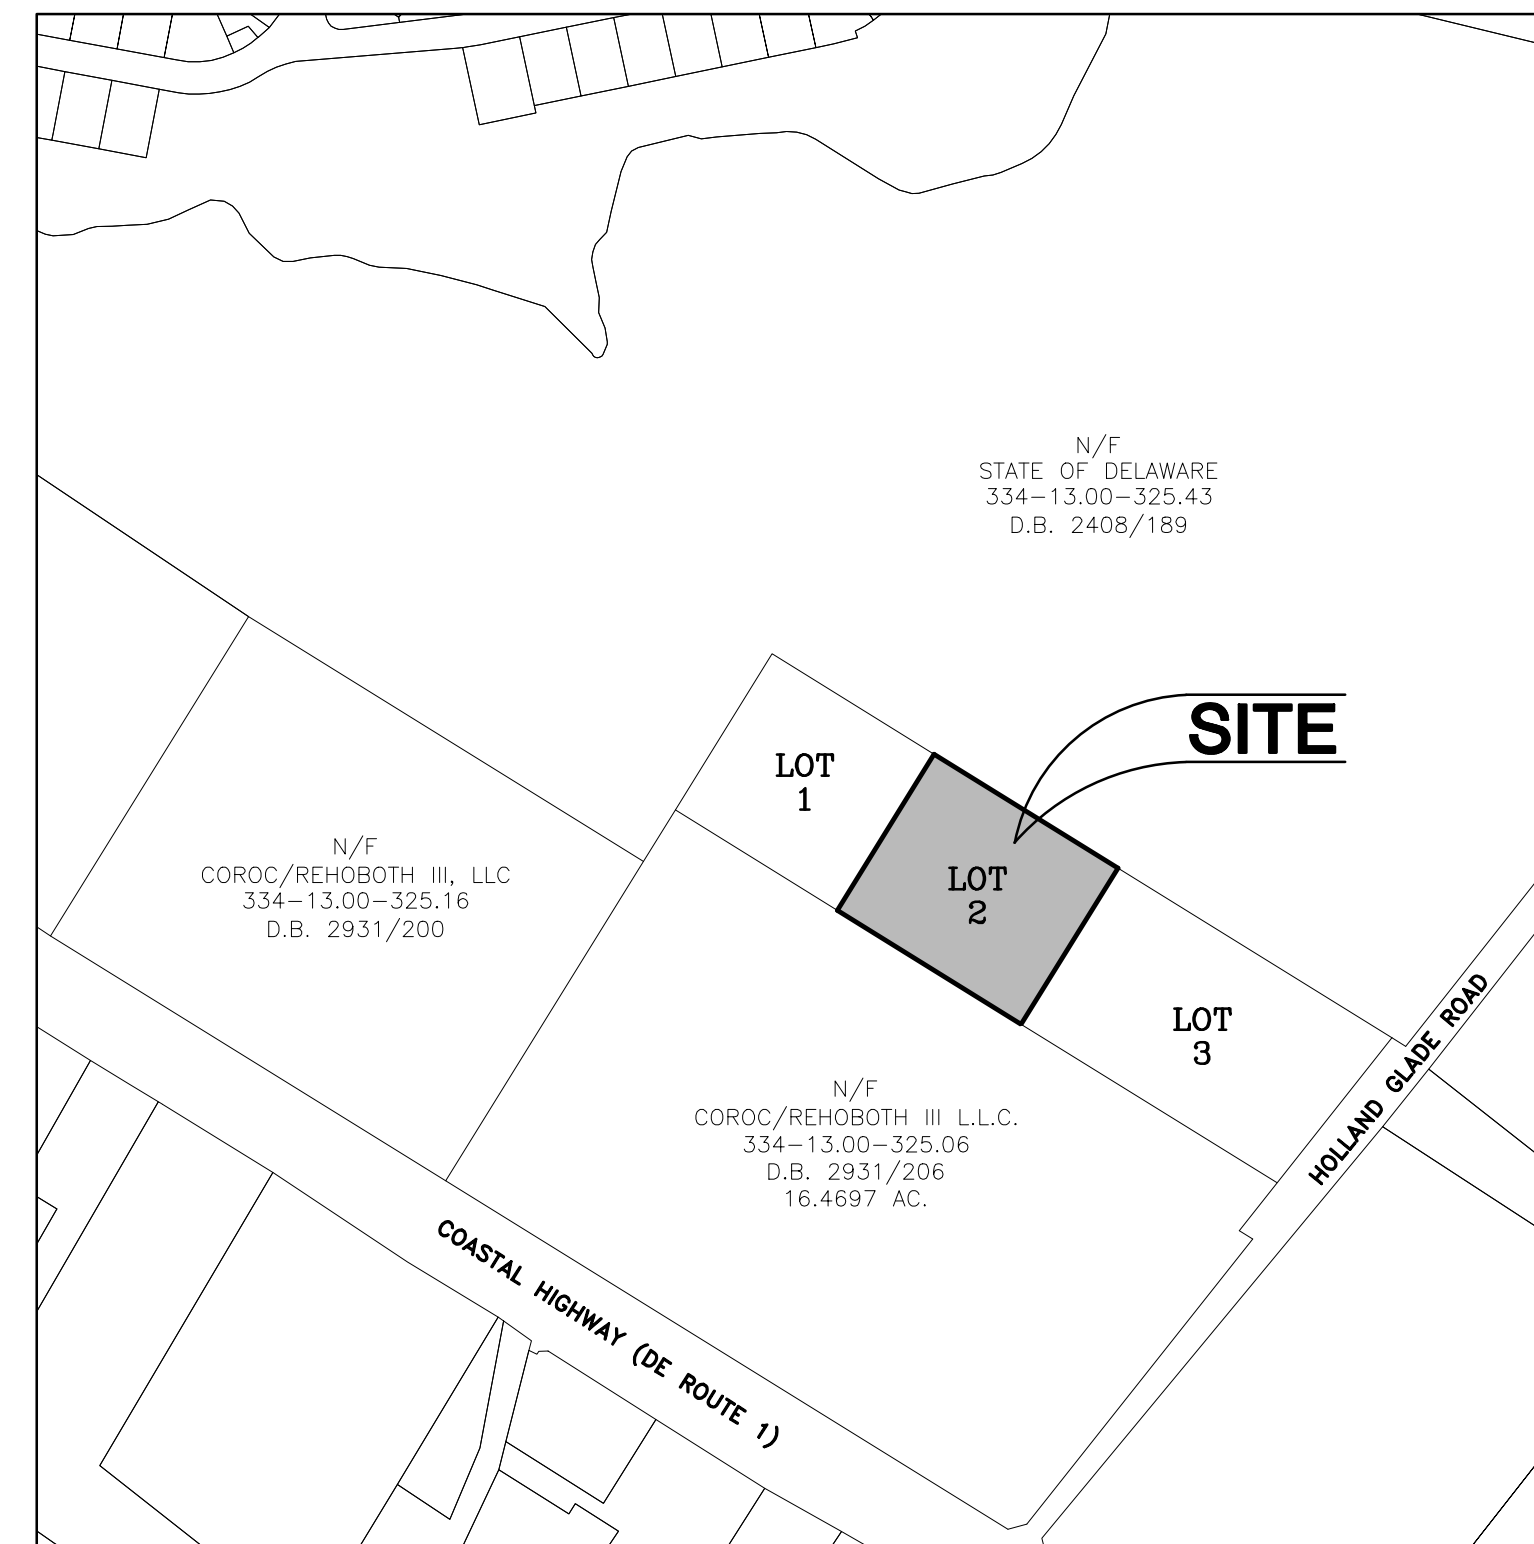 N/F
STATE OF DELAWARE
334-13.00-325.43
D.B. 2408/189
SITE
LOT
1
LOT
2
LOT
3
N/F
COROC/REHOBOTH III, LLC
334-13.00-325.16
D.B. 2931/200
N/F
COROC/REHOBOTH III L.L.C.
334-13.00-325.06
D.B. 2931/206
16.4697 AC.
HOLLAND GLADE ROAD
COASTAL HIGHWAY (DE ROUTE 1)